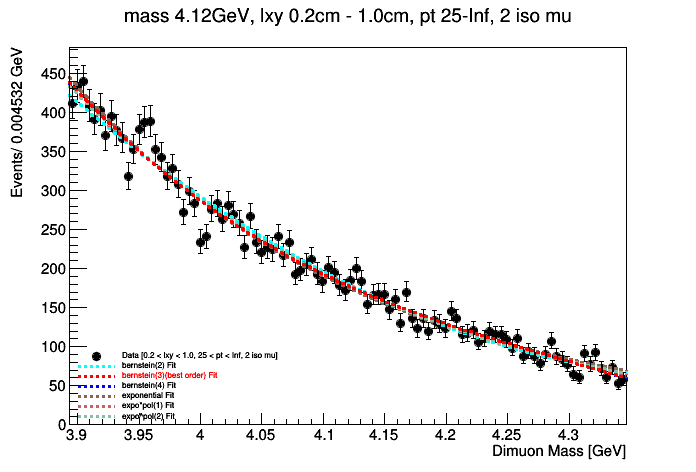 mass 4.12GeV, lxy 0.2cm - 1.0cm, pt 25-Inf, 2 iso mu
Events/ 0.004532 GeV
450
400
350
300
250
200
150
100
50
0
Data [0.2 < lxy < 1.0, 25 < pt < Inf, 2 iso mu]
bernstein(2) Fit
bernstein(3)(best order) Fit
bernstein(4) Fit
exponential Fit
expo*pol(1) Fit
expo*pol(2) Fit
3.9 3.95 4 4.05 4.1 4.15 4.2 4.25 4.3
Dimuon Mass [GeV]